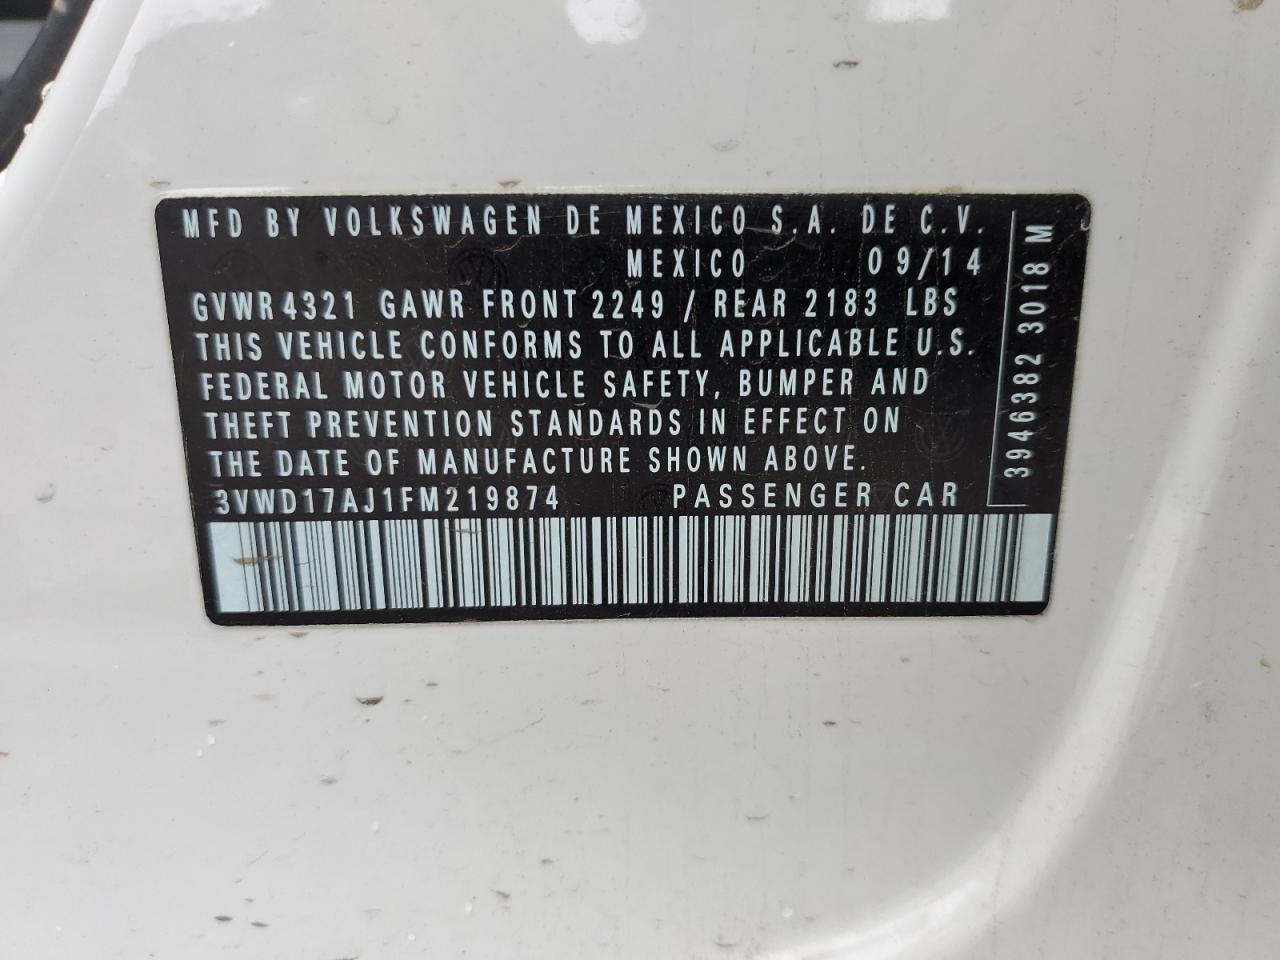 MFD BY VOLKSWAGEN DE MEXICO S.A. DE C.V.
MEXICO 09/14
GVWR 4321 GAWR FRONT 2249 / REAR 2183 LBS
THIS VEHICLE CONFORMS TO ALL APPLICABLE U.S.
FEDERAL MOTOR VEHICLE SAFETY, BUMPER AND
THEFT PREVENTION STANDARDS IN EFFECT ON
THE DATE OF MANUFACTURE SHOWN ABOVE.
3VWD17AJ1FM219874 PASSENGER CAR
3946382 3018 M